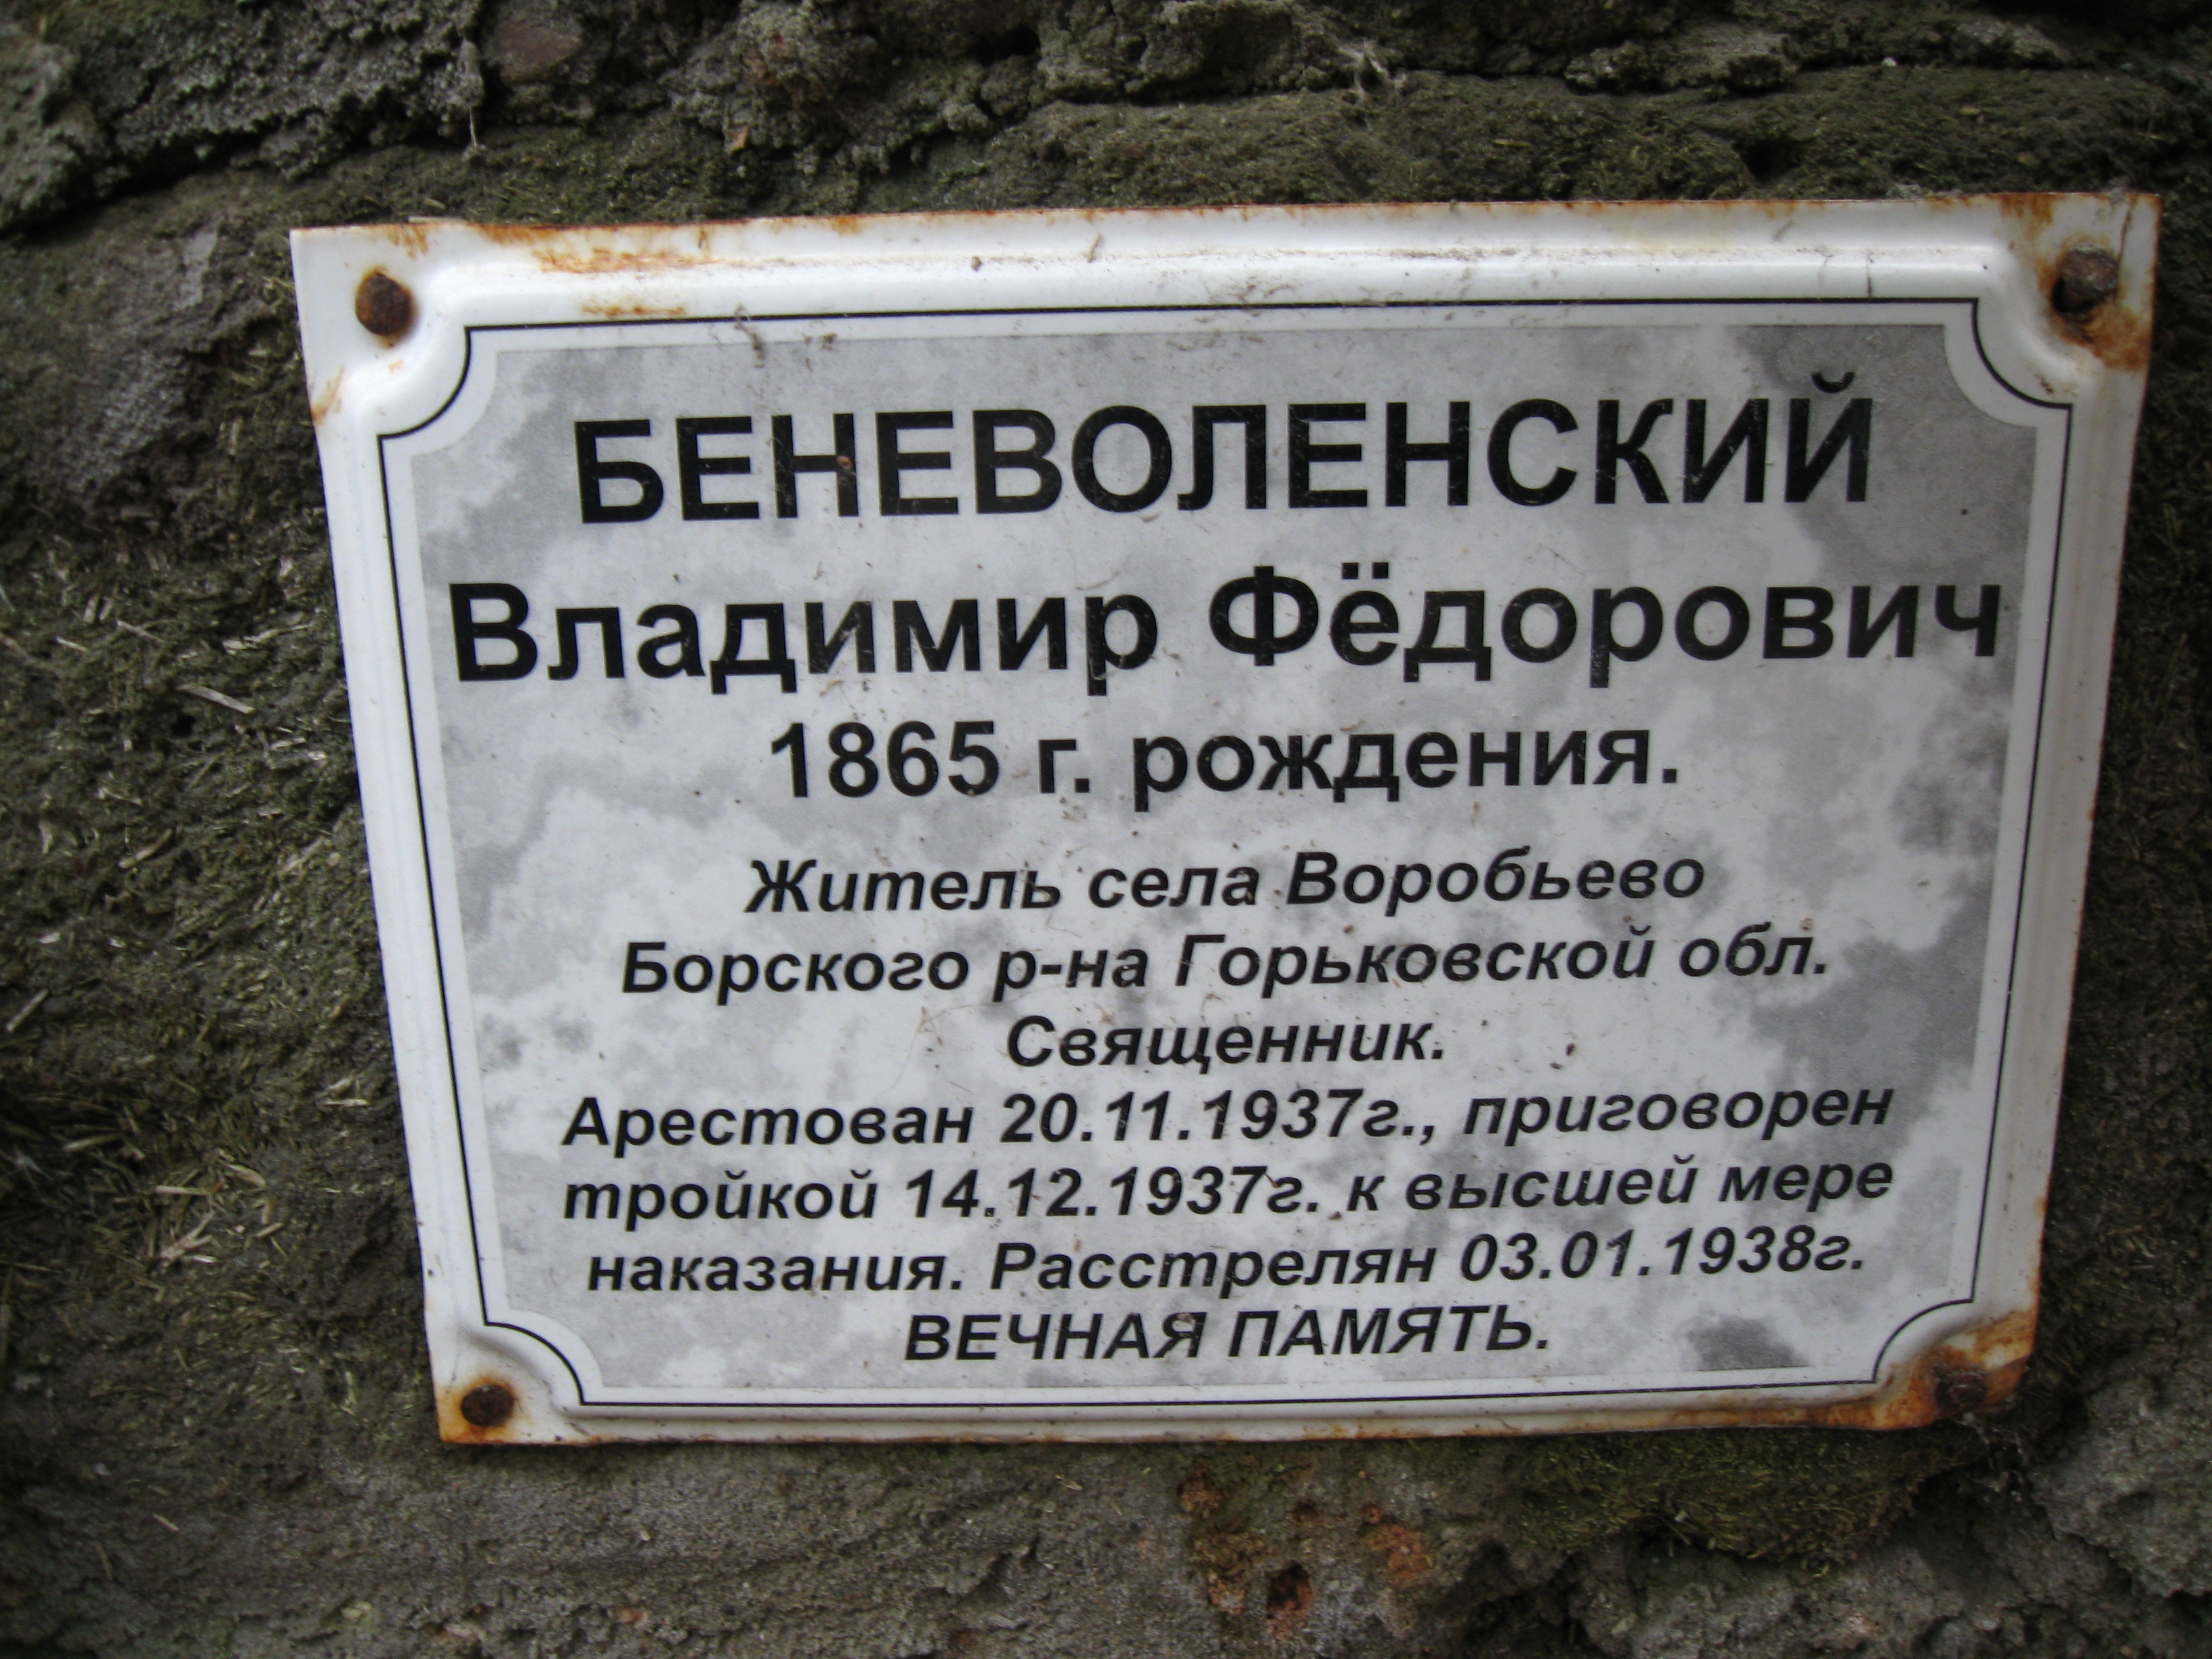 БЕНЕВОЛЕНСКИЙ
Владимир Фёдорович
1865 г. рождения.
Житель села Воробьево
Борского р-на Горьковской обл.
Священник.
Арестован 20.11.1937г., приговорен
тройкой 14.12.1937г. к высшей мере
наказания. Расстрелян 03.01.1938г.
ВЕЧНАЯ ПАМЯТЬ.